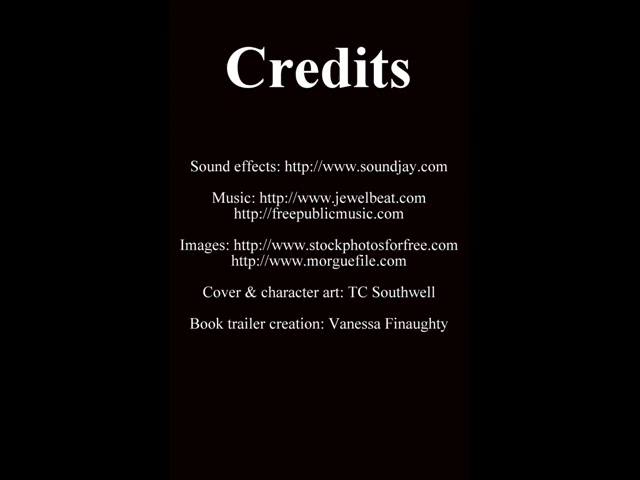 Credits
Sound effects: http://www.soundjay.com
Music: http://www.jewelbeat.com
http://freepublicmusic.com
Images: http://www.stockphotosforfree.com
http://www.morguefile.com
Cover & character art: TC Southwell
Book trailer creation: Vanessa Finaughty